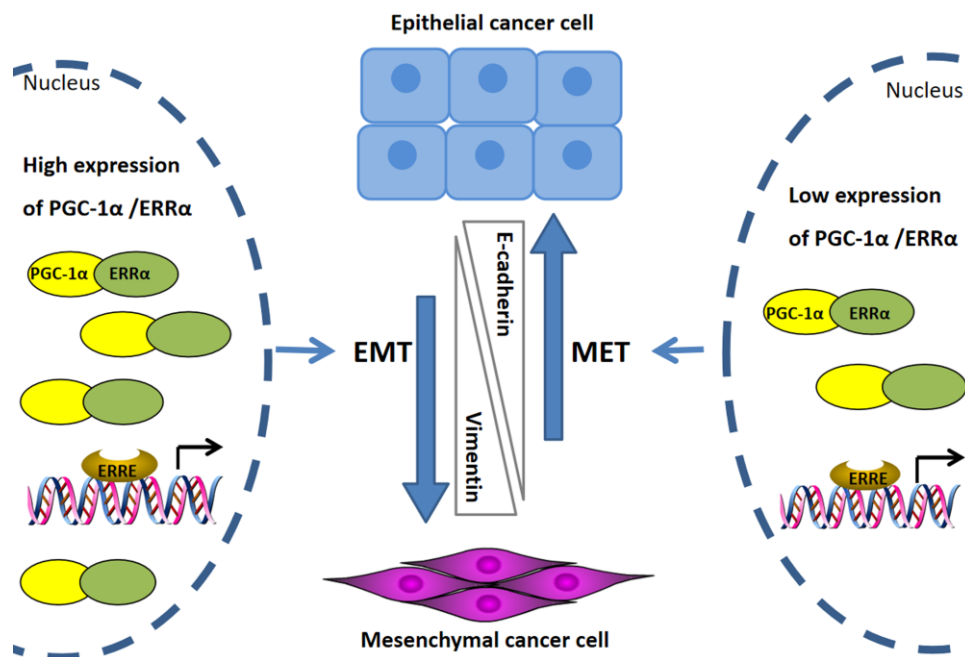 Epithelial cancer cell
Nucleus
High expression
of PGC-1α /ERRα
PGC-1α ERRα
ERRE
EMT
E-cadherin
Vimentin
MET
Mesenchymal cancer cell
Nucleus
Low expression
of PGC-1α /ERRα
PGC-1α ERRα
ERRE